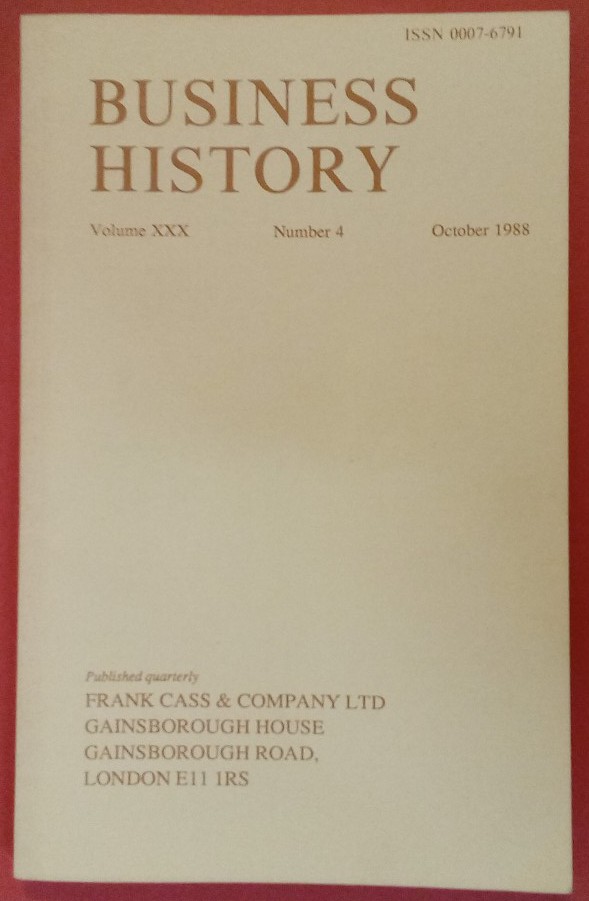 ISSN 0007-6791
BUSINESS
HISTORY
Volume XXX Number 4 October 1988
Published quarterly
FRANK CASS & COMPANY LTD
GAINSBOROUGH HOUSE
GAINSBOROUGH ROAD,
LONDON E11 1RS